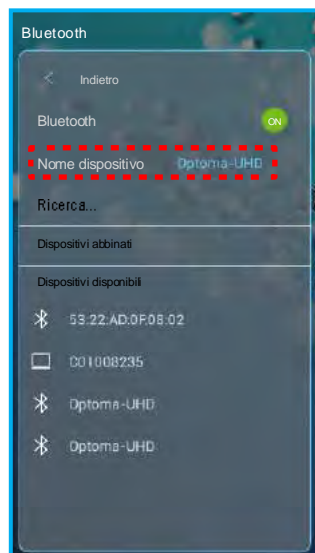 Bluetooth
< Indietro
Bluetooth ON
Nome dispositivo Optoma-UHD
Ricerca...
Dispositivi abbinati
Dispositivi disponibili
53:22:AD:0F:08:02
C01008235
Optoma-UHD
Optoma-UHD